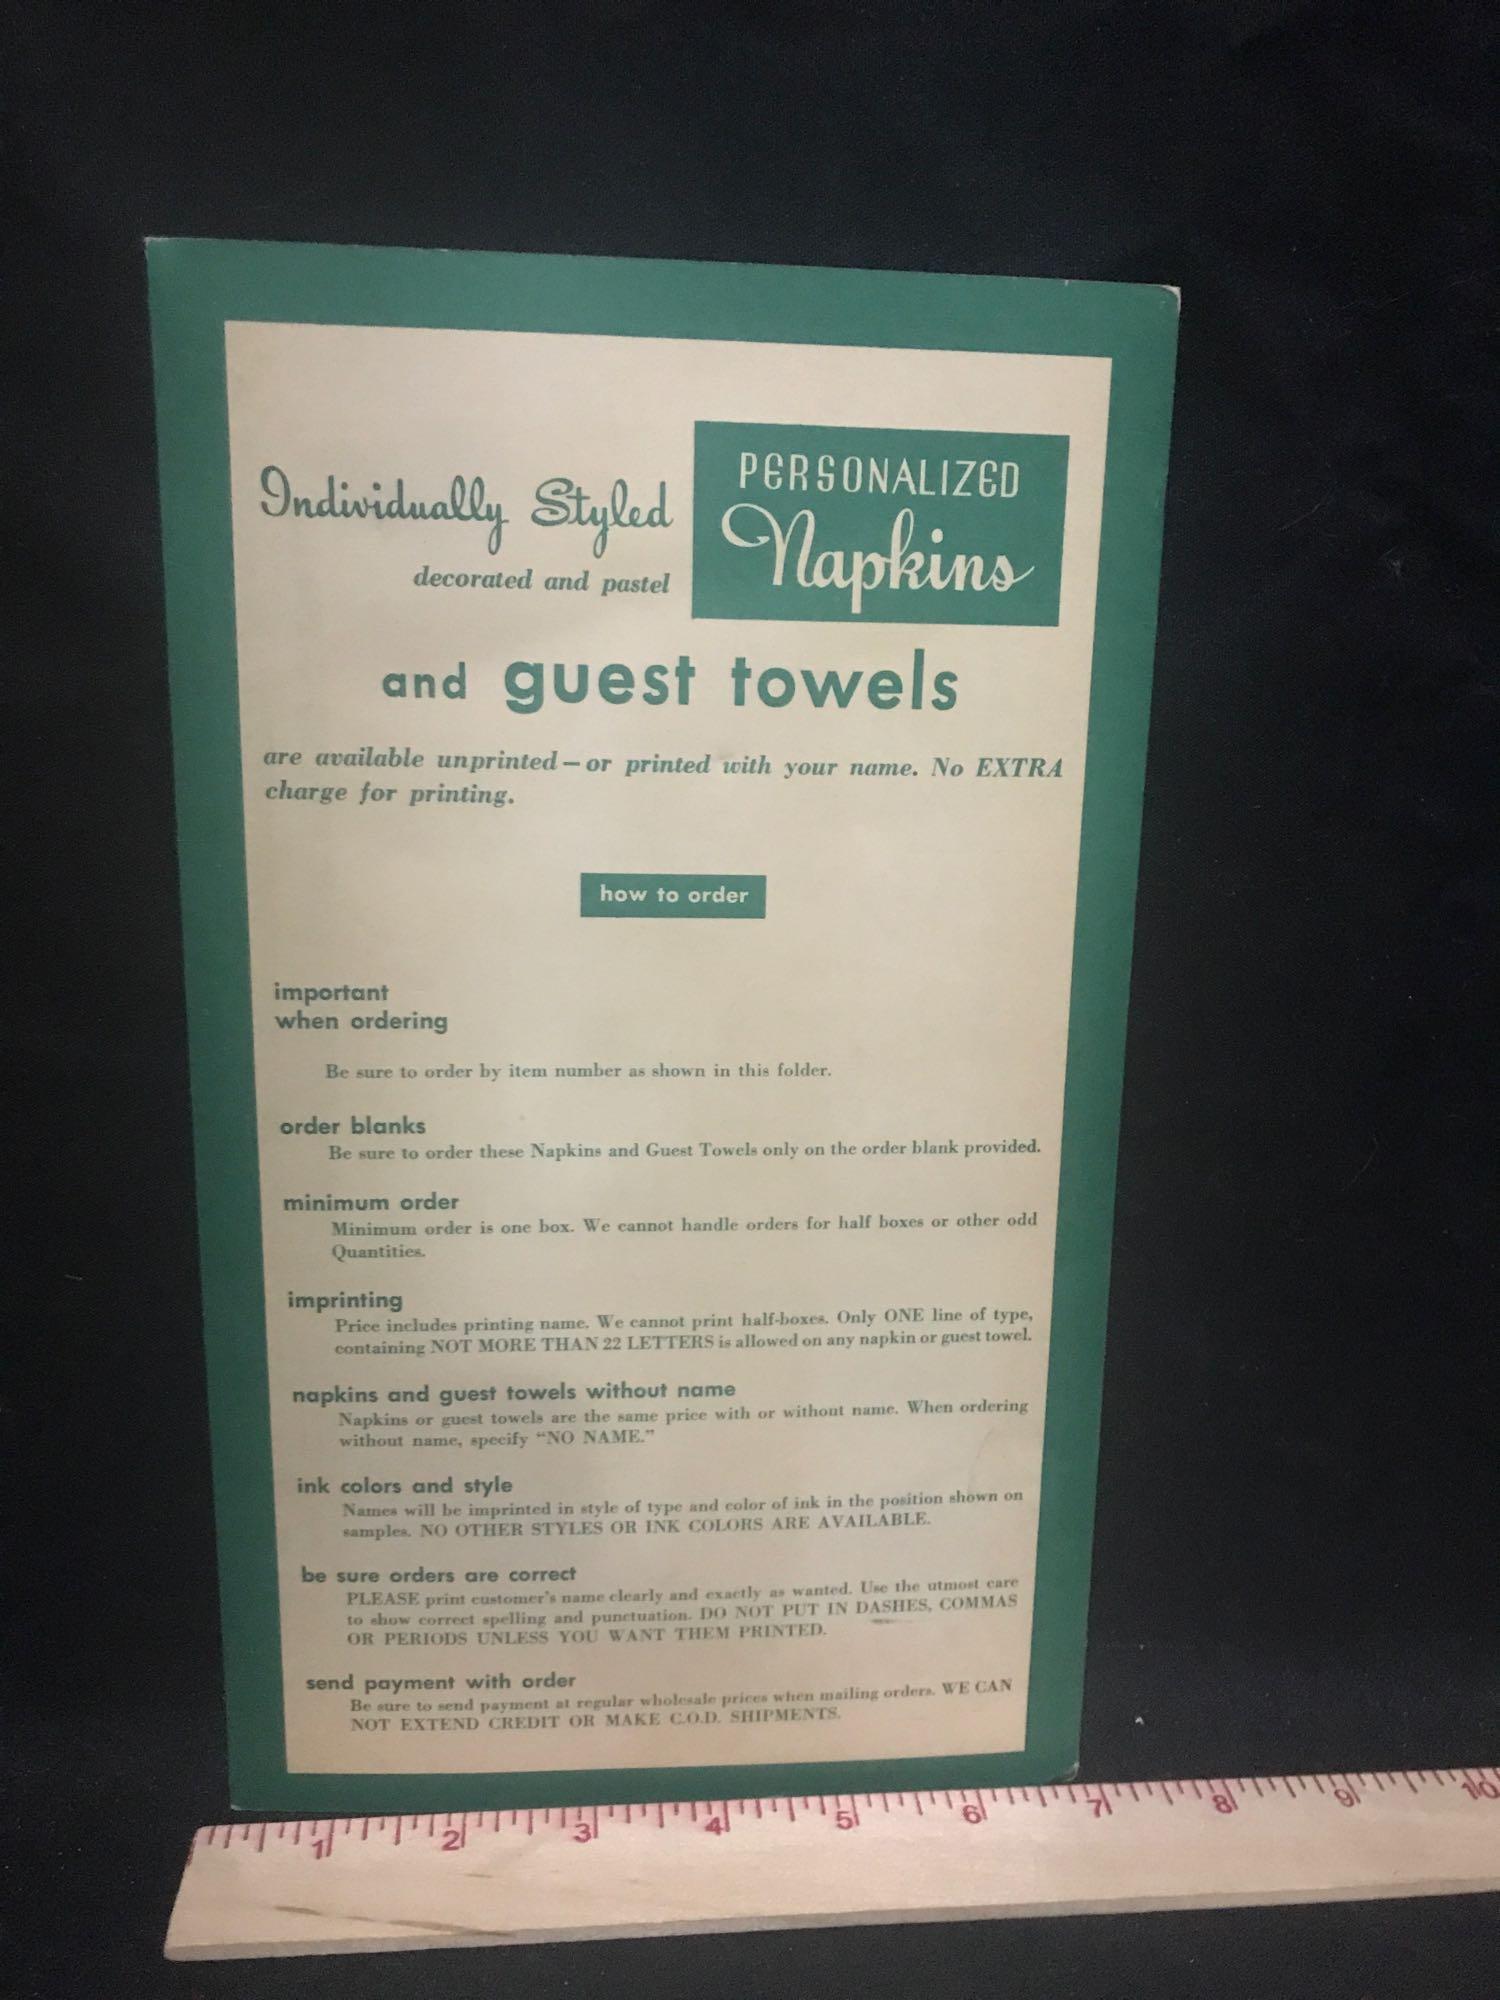 Individually Styled
decorated and pastel
PERSONALIZED
Napkins
and guest towels
are available unprinted — or printed with your name. No EXTRA
charge for printing.
how to order
important
when ordering
Be sure to order by item number as shown in this folder.
order blanks
Be sure to order these Napkins and Guest Towels only on the order blank provided.
minimum order
Minimum order is one box. We cannot handle orders for half boxes or other odd
Quantities.
imprinting
Price includes printing name. We cannot print half-boxes. Only ONE line of type,
containing NOT MORE THAN 22 LETTERS is allowed on any napkin or guest towel.
napkins and guest towels without name
Napkins or guest towels are the same price with or without name. When ordering
without name, specify “NO NAME.”
ink colors and style
Names will be imprinted in style of type and color of ink in the position shown on
samples. NO OTHER STYLES OR INK COLORS ARE AVAILABLE.
be sure orders are correct
PLEASE print customer's name clearly and exactly as wanted. Use the utmost care
to show correct spelling and punctuation. DO NOT PUT IN DASHES, COMMAS
OR PERIODS UNLESS YOU WANT THEM PRINTED.
send payment with order
Be sure to send payment at regular wholesale prices when mailing orders. WE CAN
NOT EXTEND CREDIT OR MAKE C.O.D. SHIPMENTS.
1 2 3 4 5 6 7 8 9 10